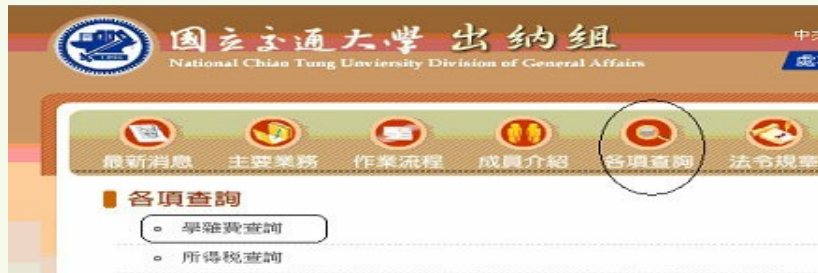 國立交通大學 出納組
National Chiao Tung Unviersity Division of General Affairs
最新消息 主要業務 作業流程 成員介紹 各項查詢 法令規章
各項查詢
學雜費查詢
所得稅查詢